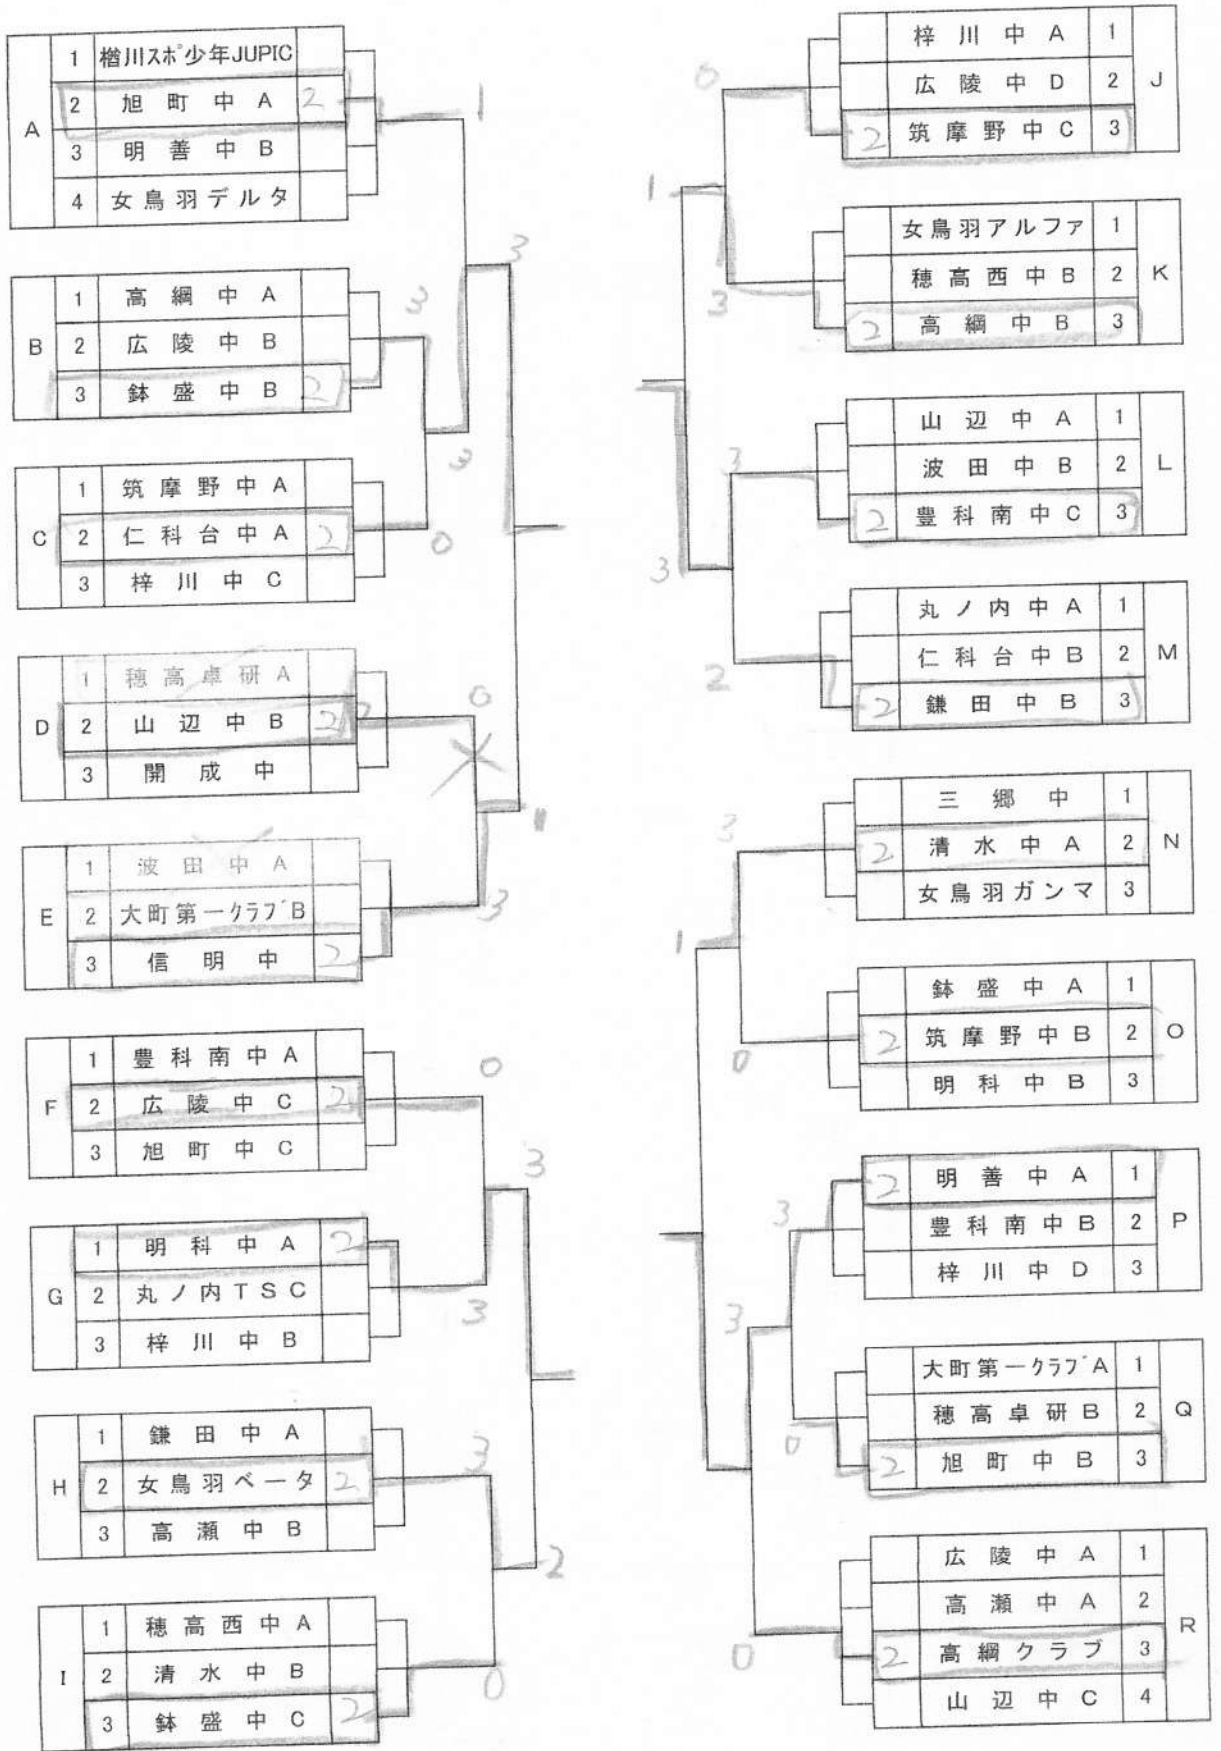 A
1 楢川スポ少年JUPIC
2 旭町中A 2
3 明善中B
4 女鳥羽デルタ
1
B
1 高綱中A
2 広陵中B
3 鉢盛中B 2
3
3
C
1 筑摩野中A
2 仁科台中A 2
3 梓川中C
3
0
D
1 穂高卓研A
2 山辺中B 2
3 開成中
0
E
1 波田中A
2 大町第一クラブB
3 信明中 2
3
F
1 豊科南中A
2 広陵中C 2
3 旭町中C
0
3
G
1 明科中A 2
2 丸ノ内TSC
3 梓川中B
3
H
1 鎌田中A
2 女鳥羽ベータ 2
3 高瀬中B
3
2
I
1 穂高西中A
2 清水中B
3 鉢盛中C 2
0
J
梓川中A 1
広陵中D 2
2 筑摩野中C 3
0
1
K
女鳥羽アルファ 1
穂高西中B 2
2 高綱中B 3
3
L
山辺中A 1
波田中B 2
2 豊科南中C 3
3
3
M
丸ノ内中A 1
仁科台中B 2
2 鎌田中B 3
2
N
三郷中 1
2 清水中A 2
女鳥羽ガンマ 3
3
1
O
鉢盛中A 1
2 筑摩野中B 2
明科中B 3
0
P
2 明善中A 1
豊科南中B 2
梓川中D 3
3
3
Q
大町第一クラブA 1
穂高卓研B 2
2 旭町中B 3
0
R
広陵中A 1
高瀬中A 2
2 高綱クラブ 3
山辺中C 4
0